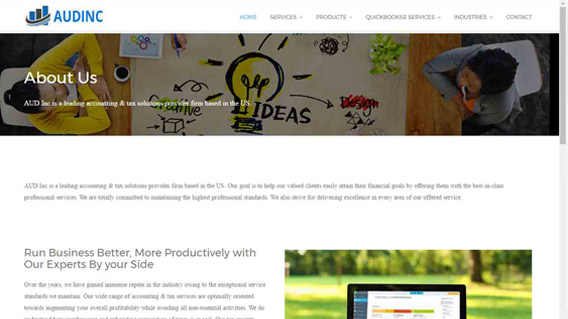 AUDINC
HOME SERVICES PRODUCTS QUICKBOOKS® SERVICES INDUSTRIES CONTACT
About Us
AUD Inc is a leading accounting & tax solutions provider firm based in the US
IDEAS
Design
AUD Inc is a leading accounting & tax solutions provider firm based in the US. Our goal is to help our valued clients easily attain their financial goals by offering them with the best-in-class
professional services. We are totally committed to maintaining the highest professional standards. We also strive for delivering excellence in every area of our offered service.
Run Business Better, More Productively with
Our Experts By your Side
Over the years, we have gained immense repute in the industry owing to the exceptional service
standards we maintain. Our wide range of accounting & tax services are optimally oriented
towards augmenting your overall profitability while avoiding all non-essential activities. We do